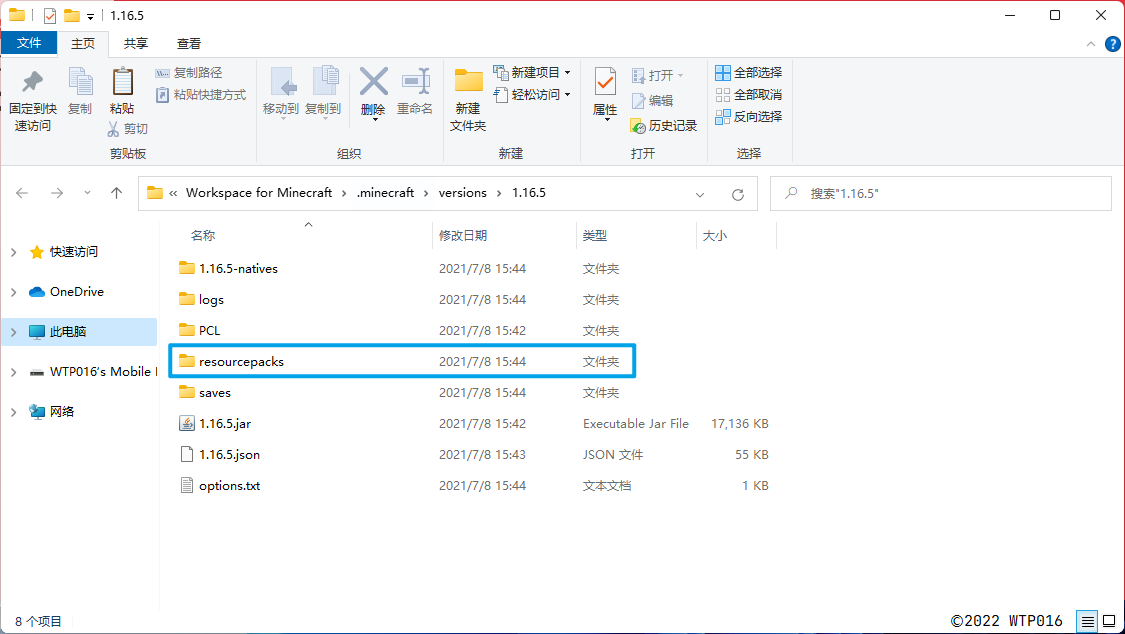 1.16.5
文件 主页 共享 查看
固定到快速访问
复制
粘贴
复制路径
粘贴快捷方式
剪切
剪贴板
移动到
复制到
删除
重命名
组织
新建文件夹
新建项目
轻松访问
新建
属性
打开
编辑
历史记录
打开
全部选择
全部取消
反向选择
选择
« Workspace for Minecraft › .minecraft › versions › 1.16.5
搜索"1.16.5"
快速访问
OneDrive
此电脑
WTP016's Mobile
网络
名称 修改日期 类型 大小
1.16.5-natives 2021/7/8 15:44 文件夹
logs 2021/7/8 15:44 文件夹
PCL 2021/7/8 15:42 文件夹
resourcepacks 2021/7/8 15:44 文件夹
saves 2021/7/8 15:44 文件夹
1.16.5.jar 2021/7/8 15:42 Executable Jar File 17,136 KB
1.16.5.json 2021/7/8 15:43 JSON 文件 55 KB
options.txt 2021/7/8 15:44 文本文档 1 KB
8 个项目
©2022 WTP016